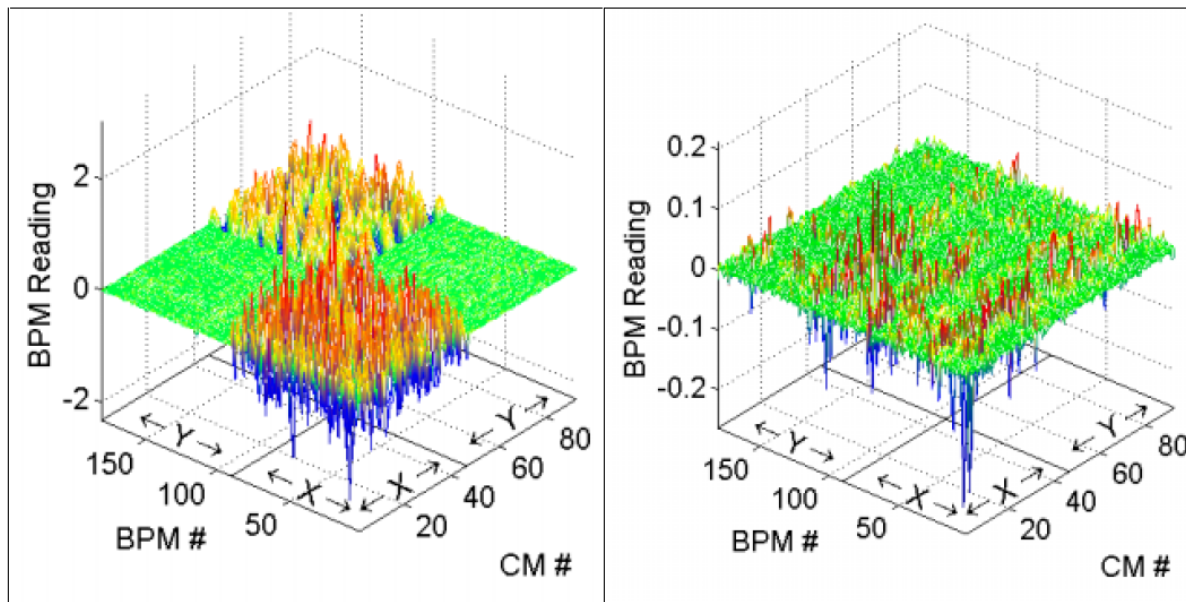 BPM Reading
2
0
-2
← Y →
← X →
← X →
← Y →
150
100
50
20
40
60
80
BPM #
CM #
BPM Reading
0.2
0.1
0
-0.1
-0.2
← Y →
← X →
← X →
← Y →
150
100
50
20
40
60
80
BPM #
CM #